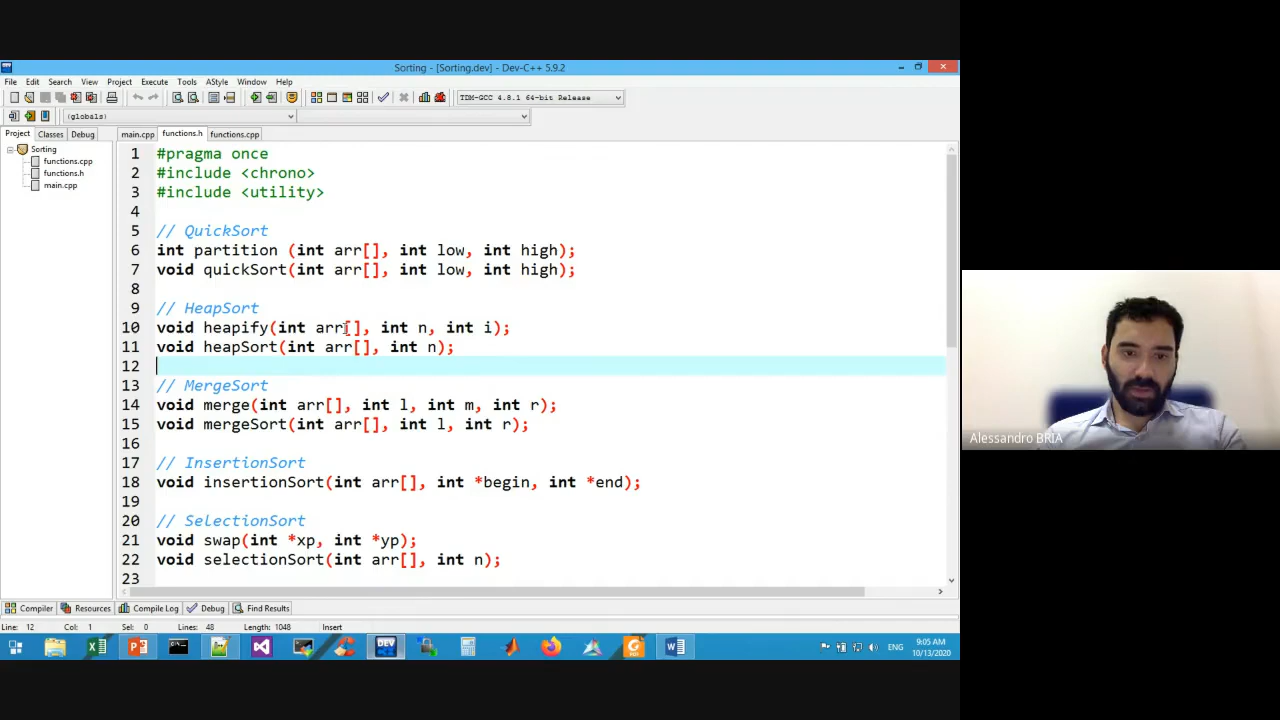 Sorting - [Sorting.dev] - Dev-C++ 5.9.2
File Edit Search View Project Execute Tools AStyle Window Help
TDM-GCC 4.8.1 64-bit Release
(globals)
Project Classes Debug
main.cpp functions.h functions.cpp
Sorting
functions.cpp
functions.h
main.cpp
1 #pragma once
2 #include <chrono>
3 #include <utility>
4
5 // QuickSort
6 int partition (int arr[], int low, int high);
7 void quickSort(int arr[], int low, int high);
8
9 // HeapSort
10 void heapify(int arr[], int n, int i);
11 void heapSort(int arr[], int n);
12
13 // MergeSort
14 void merge(int arr[], int l, int m, int r);
15 void mergeSort(int arr[], int l, int r);
16
17 // InsertionSort
18 void insertionSort(int arr[], int *begin, int *end);
19
20 // SelectionSort
21 void swap(int *xp, int *yp);
22 void selectionSort(int arr[], int n);
23
Compiler Resources Compile Log Debug Find Results
Line: 12 Col: 1 Sel: 0 Lines: 48 Length: 1048 Insert
DEV
ENG
9:05 AM
10/13/2020
Alessandro BRIA